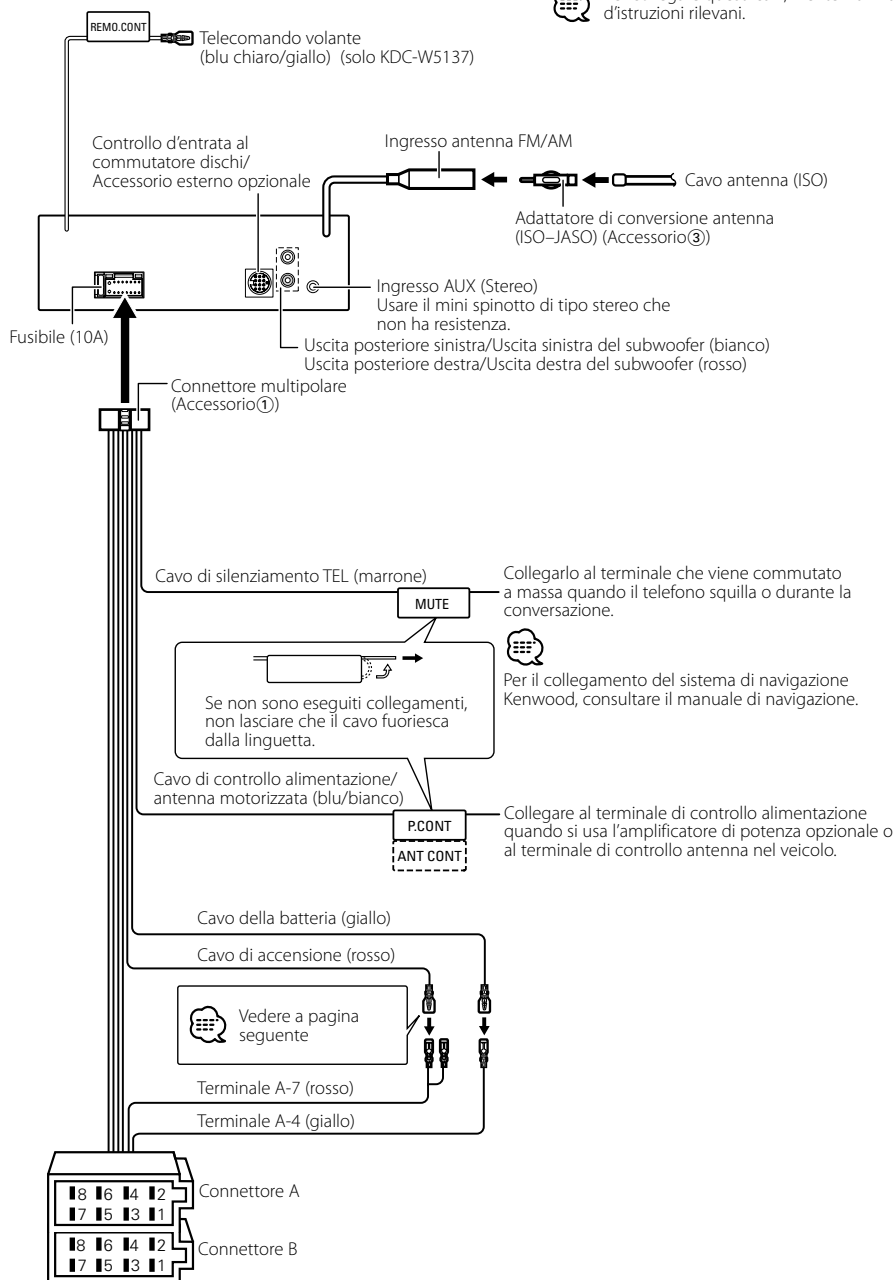 d'istruzioni rilevani.
REMO.CONT
Telecomando volante
(blu chiaro/giallo) (solo KDC-W5137)
Controllo d'entrata al
commutatore dischi/
Accessorio esterno opzionale
Ingresso antenna FM/AM
Cavo antenna (ISO)
Adattatore di conversione antenna
(ISO–JASO) (Accessorio③)
Ingresso AUX (Stereo)
Usare il mini spinotto di tipo stereo che
non ha resistenza.
Fusibile (10A)
Uscita posteriore sinistra/Uscita sinistra del subwoofer (bianco)
Uscita posteriore destra/Uscita destra del subwoofer (rosso)
Connettore multipolare
(Accessorio①)
Cavo di silenziamento TEL (marrone)
MUTE
Collegarlo al terminale che viene commutato
a massa quando il telefono squilla o durante la
conversazione.
Per il collegamento del sistema di navigazione
Kenwood, consultare il manuale di navigazione.
Se non sono eseguiti collegamenti,
non lasciare che il cavo fuoriesca
dalla linguetta.
Cavo di controllo alimentazione/
antenna motorizzata (blu/bianco)
P.CONT
ANT CONT
Collegare al terminale di controllo alimentazione
quando si usa l'amplificatore di potenza opzionale o
al terminale di controllo antenna nel veicolo.
Cavo della batteria (giallo)
Cavo di accensione (rosso)
Vedere a pagina
seguente
Terminale A-7 (rosso)
Terminale A-4 (giallo)
8 6 4 2
7 5 3 1
Connettore A
8 6 4 2
7 5 3 1
Connettore B